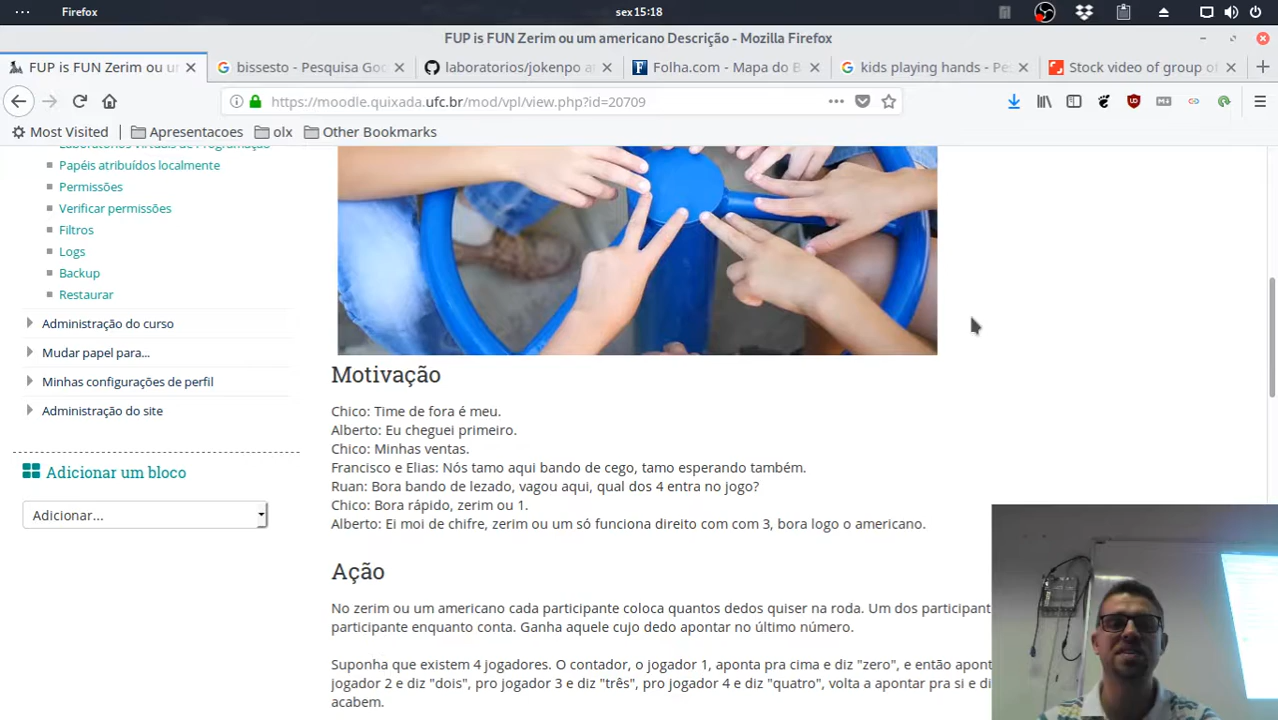 Firefox
sex 15:18
FUP is FUN Zerim ou um americano Descrição - Mozilla Firefox
FUP is FUN Zerim ou um
bissesto - Pesquisa Goo
laboratorios/jokenpo a
Folha.com - Mapa do B
kids playing hands - Pes
Stock video of group of
https://moodle.quixada.ufc.br/mod/vpl/view.php?id=20709
Most Visited
Apresentacoes
olx
Other Bookmarks
Laboratórios Virtuais de Programação
Papéis atribuídos localmente
Permissões
Verificar permissões
Filtros
Logs
Backup
Restaurar
Administração do curso
Mudar papel para...
Minhas configurações de perfil
Administração do site
Adicionar um bloco
Adicionar...
Motivação
Chico: Time de fora é meu.
Alberto: Eu cheguei primeiro.
Chico: Minhas ventas.
Francisco e Elias: Nós tamo aqui bando de cego, tamo esperando também.
Ruan: Bora bando de lezado, vagou aqui, qual dos 4 entra no jogo?
Chico: Bora rápido, zerim ou 1.
Alberto: Ei moi de chifre, zerim ou um só funciona direito com com 3, bora logo o americano.
Ação
No zerim ou um americano cada participante coloca quantos dedos quiser na roda. Um dos participant
participante enquanto conta. Ganha aquele cujo dedo apontar no último número.
Suponha que existem 4 jogadores. O contador, o jogador 1, aponta pra cima e diz "zero", e então apont
jogador 2 e diz "dois", pro jogador 3 e diz "três", pro jogador 4 e diz "quatro", volta a apontar pra si e di
acabem.